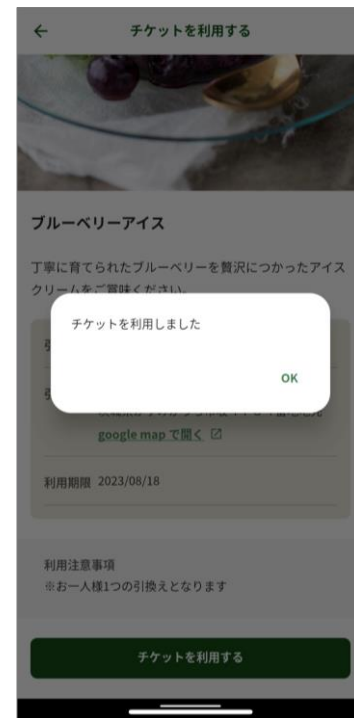 チケットを利用する
ブルーベリーアイス
丁寧に育てられたブルーベリーを贅沢につかったアイス
クリームをご賞味ください。
チケットを利用しました
OK
google map で開く
利用期限 2023/08/18
利用注意事項
※お一人様1つの引換えとなります
チケットを利用する